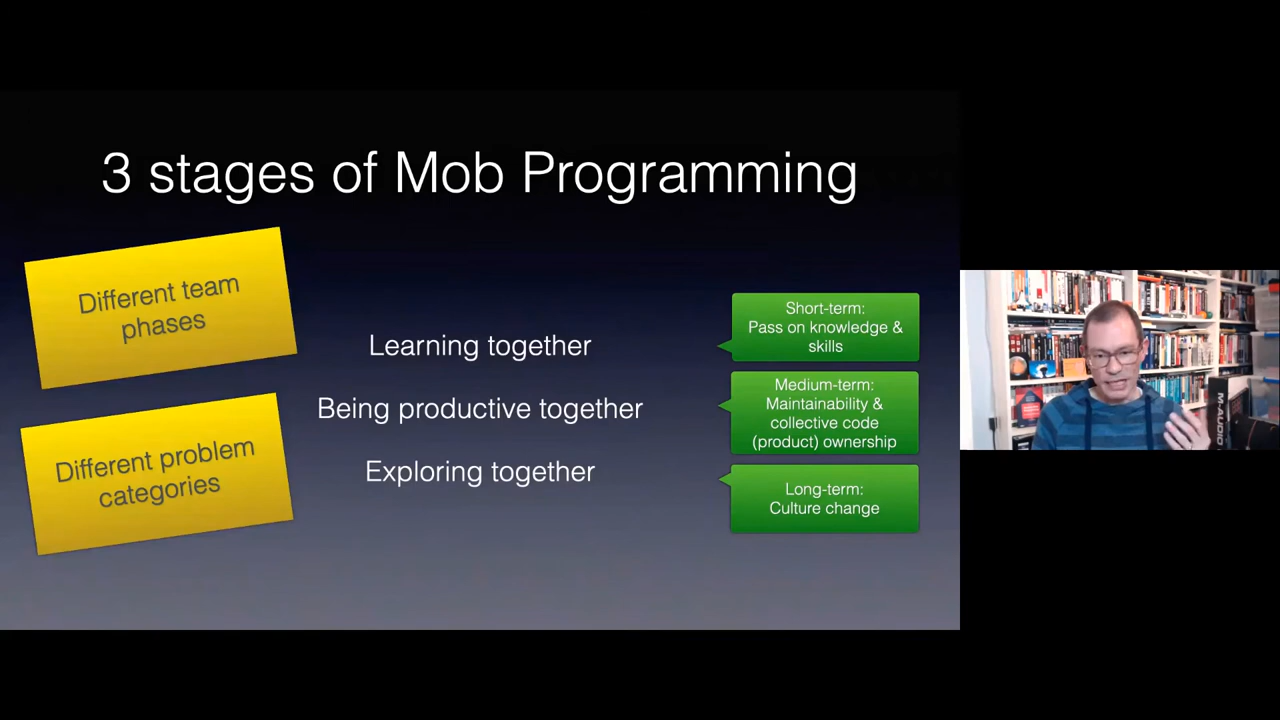 3 stages of Mob Programming
Different team
phases
Different problem
categories
Learning together
Being productive together
Exploring together
Short-term:
Pass on knowledge &
skills
Medium-term:
Maintainability &
collective code
(product) ownership
Long-term:
Culture change
M-AUDIO